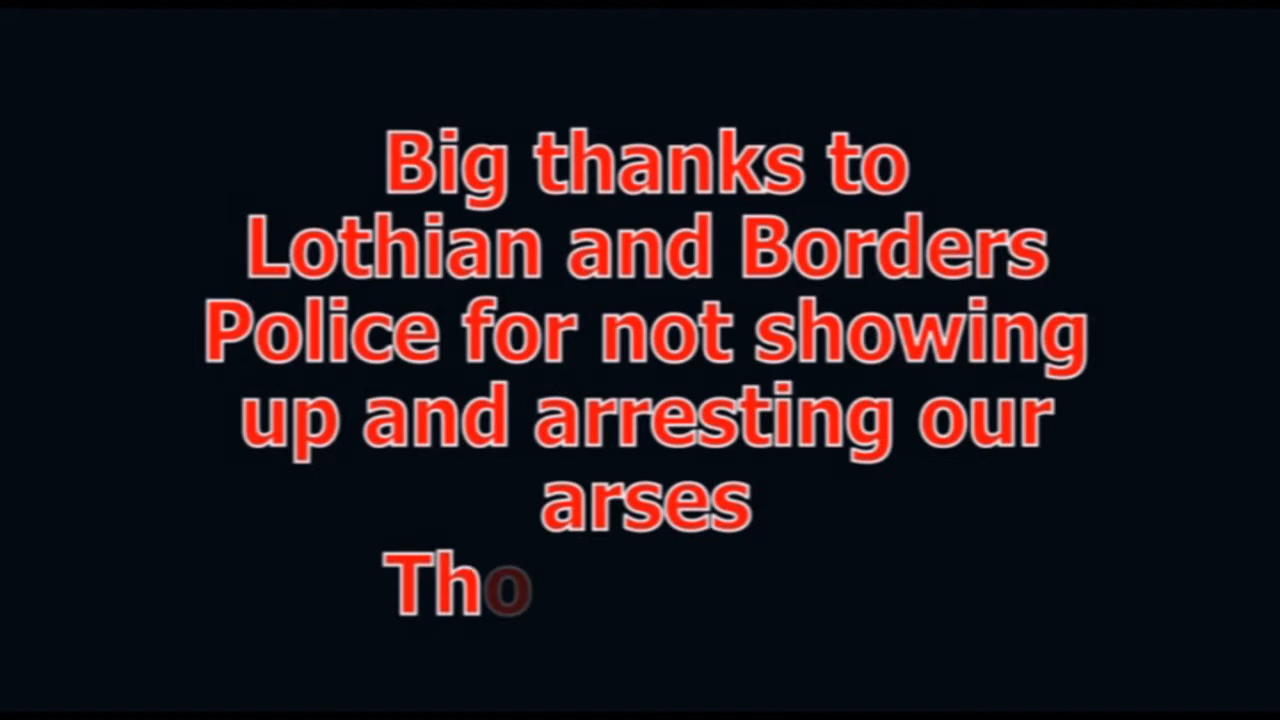 Big thanks to
Lothian and Borders
Police for not showing
up and arresting our
arses
Tho